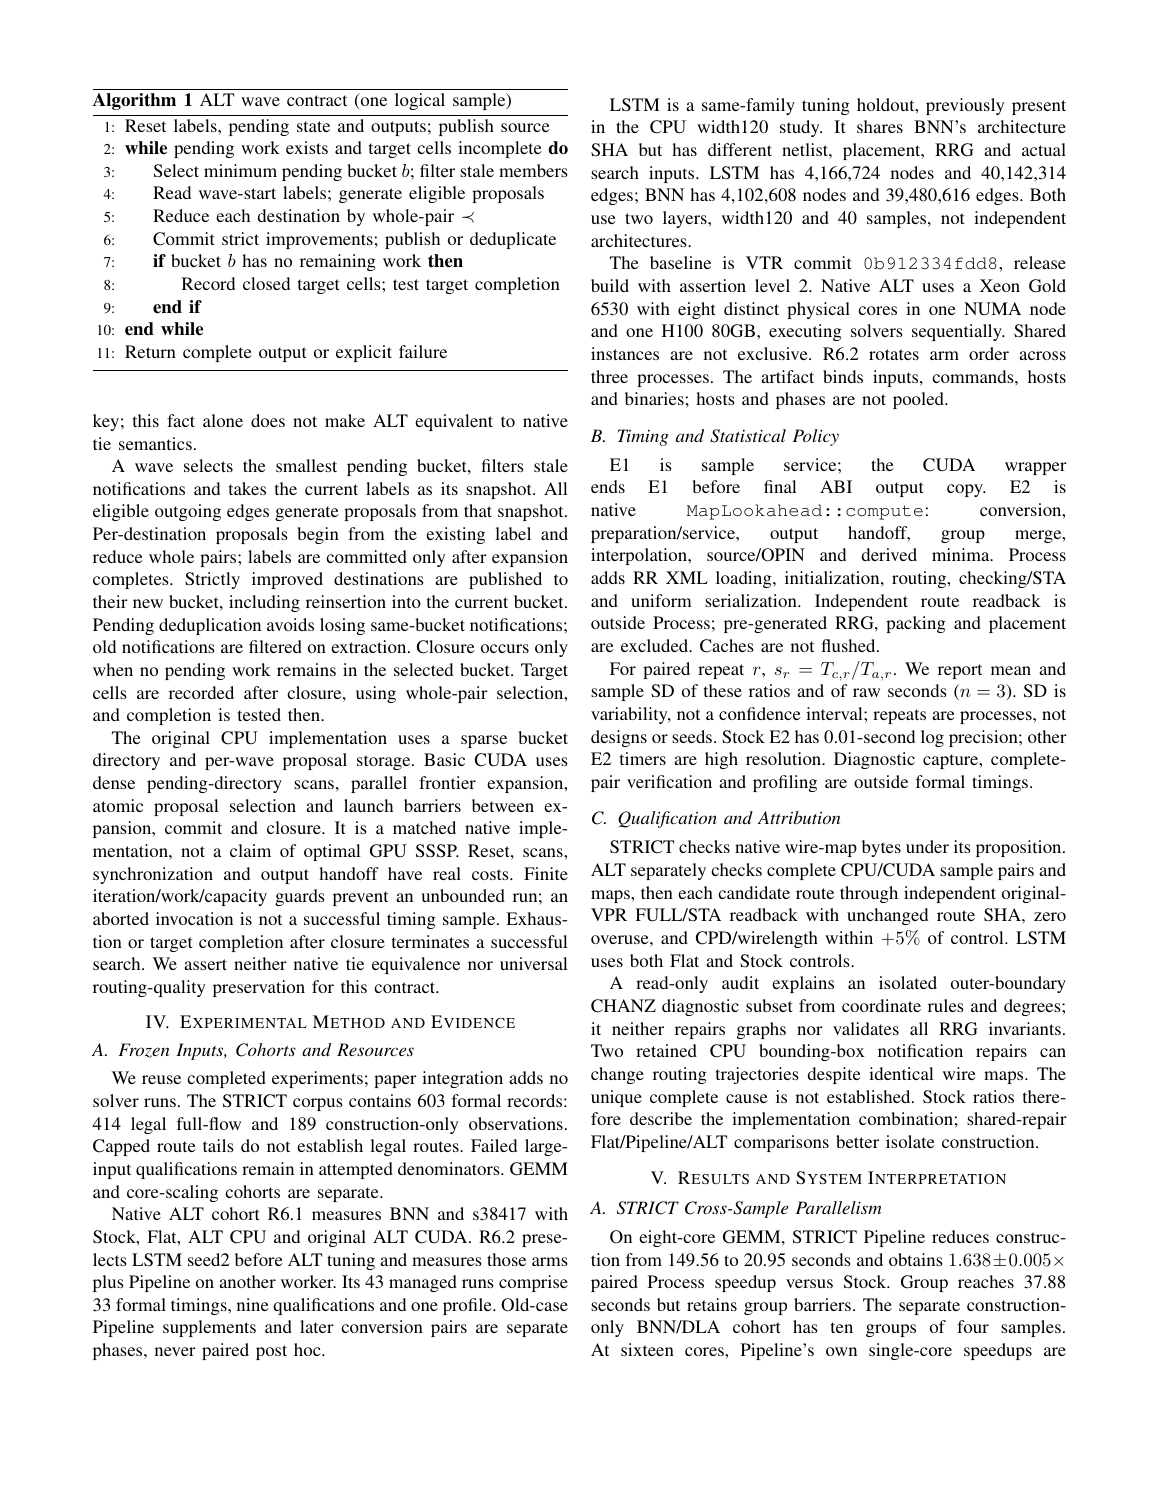 Algorithm 1 ALT wave contract (one logical sample)
1: Reset labels, pending state and outputs; publish source
2: while pending work exists and target cells incomplete do
3: Select minimum pending bucket b; filter stale members
4: Read wave-start labels; generate eligible proposals
5: Reduce each destination by whole-pair ≺
6: Commit strict improvements; publish or deduplicate
7: if bucket b has no remaining work then
8: Record closed target cells; test target completion
9: end if
10: end while
11: Return complete output or explicit failure
key; this fact alone does not make ALT equivalent to native
tie semantics.
A wave selects the smallest pending bucket, filters stale
notifications and takes the current labels as its snapshot. All
eligible outgoing edges generate proposals from that snapshot.
Per-destination proposals begin from the existing label and
reduce whole pairs; labels are committed only after expansion
completes. Strictly improved destinations are published to
their new bucket, including reinsertion into the current bucket.
Pending deduplication avoids losing same-bucket notifications;
old notifications are filtered on extraction. Closure occurs only
when no pending work remains in the selected bucket. Target
cells are recorded after closure, using whole-pair selection,
and completion is tested then.
The original CPU implementation uses a sparse bucket
directory and per-wave proposal storage. Basic CUDA uses
dense pending-directory scans, parallel frontier expansion,
atomic proposal selection and launch barriers between ex-
pansion, commit and closure. It is a matched native imple-
mentation, not a claim of optimal GPU SSSP. Reset, scans,
synchronization and output handoff have real costs. Finite
iteration/work/capacity guards prevent an unbounded run; an
aborted invocation is not a successful timing sample. Exhaus-
tion or target completion after closure terminates a successful
search. We assert neither native tie equivalence nor universal
routing-quality preservation for this contract.
IV. EXPERIMENTAL METHOD AND EVIDENCE
A. Frozen Inputs, Cohorts and Resources
We reuse completed experiments; paper integration adds no
solver runs. The STRICT corpus contains 603 formal records:
414 legal full-flow and 189 construction-only observations.
Capped route tails do not establish legal routes. Failed large-
input qualifications remain in attempted denominators. GEMM
and core-scaling cohorts are separate.
Native ALT cohort R6.1 measures BNN and s38417 with
Stock, Flat, ALT CPU and original ALT CUDA. R6.2 prese-
lects LSTM seed2 before ALT tuning and measures those arms
plus Pipeline on another worker. Its 43 managed runs comprise
33 formal timings, nine qualifications and one profile. Old-case
Pipeline supplements and later conversion pairs are separate
phases, never paired post hoc.
LSTM is a same-family tuning holdout, previously present
in the CPU width120 study. It shares BNN's architecture
SHA but has different netlist, placement, RRG and actual
search inputs. LSTM has 4,166,724 nodes and 40,142,314
edges; BNN has 4,102,608 nodes and 39,480,616 edges. Both
use two layers, width120 and 40 samples, not independent
architectures.
The baseline is VTR commit 0b912334fdd8, release
build with assertion level 2. Native ALT uses a Xeon Gold
6530 with eight distinct physical cores in one NUMA node
and one H100 80GB, executing solvers sequentially. Shared
instances are not exclusive. R6.2 rotates arm order across
three processes. The artifact binds inputs, commands, hosts
and binaries; hosts and phases are not pooled.
B. Timing and Statistical Policy
E1 is sample service; the CUDA wrapper
ends E1 before final ABI output copy. E2 is
native MapLookahead::compute: conversion,
preparation/service, output handoff, group merge,
interpolation, source/OPIN and derived minima. Process
adds RR XML loading, initialization, routing, checking/STA
and uniform serialization. Independent route readback is
outside Process; pre-generated RRG, packing and placement
are excluded. Caches are not flushed.
For paired repeat r, s_r = T_{c,r}/T_{a,r}. We report mean and
sample SD of these ratios and of raw seconds (n = 3). SD is
variability, not a confidence interval; repeats are processes, not
designs or seeds. Stock E2 has 0.01-second log precision; other
E2 timers are high resolution. Diagnostic capture, complete-
pair verification and profiling are outside formal timings.
C. Qualification and Attribution
STRICT checks native wire-map bytes under its proposition.
ALT separately checks complete CPU/CUDA sample pairs and
maps, then each candidate route through independent original-
VPR FULL/STA readback with unchanged route SHA, zero
overuse, and CPD/wirelength within +5% of control. LSTM
uses both Flat and Stock controls.
A read-only audit explains an isolated outer-boundary
CHANZ diagnostic subset from coordinate rules and degrees;
it neither repairs graphs nor validates all RRG invariants.
Two retained CPU bounding-box notification repairs can
change routing trajectories despite identical wire maps. The
unique complete cause is not established. Stock ratios there-
fore describe the implementation combination; shared-repair
Flat/Pipeline/ALT comparisons better isolate construction.
V. RESULTS AND SYSTEM INTERPRETATION
A. STRICT Cross-Sample Parallelism
On eight-core GEMM, STRICT Pipeline reduces construc-
tion from 149.56 to 20.95 seconds and obtains 1.638±0.005×
paired Process speedup versus Stock. Group reaches 37.88
seconds but retains group barriers. The separate construction-
only BNN/DLA cohort has ten groups of four samples.
At sixteen cores, Pipeline's own single-core speedups are